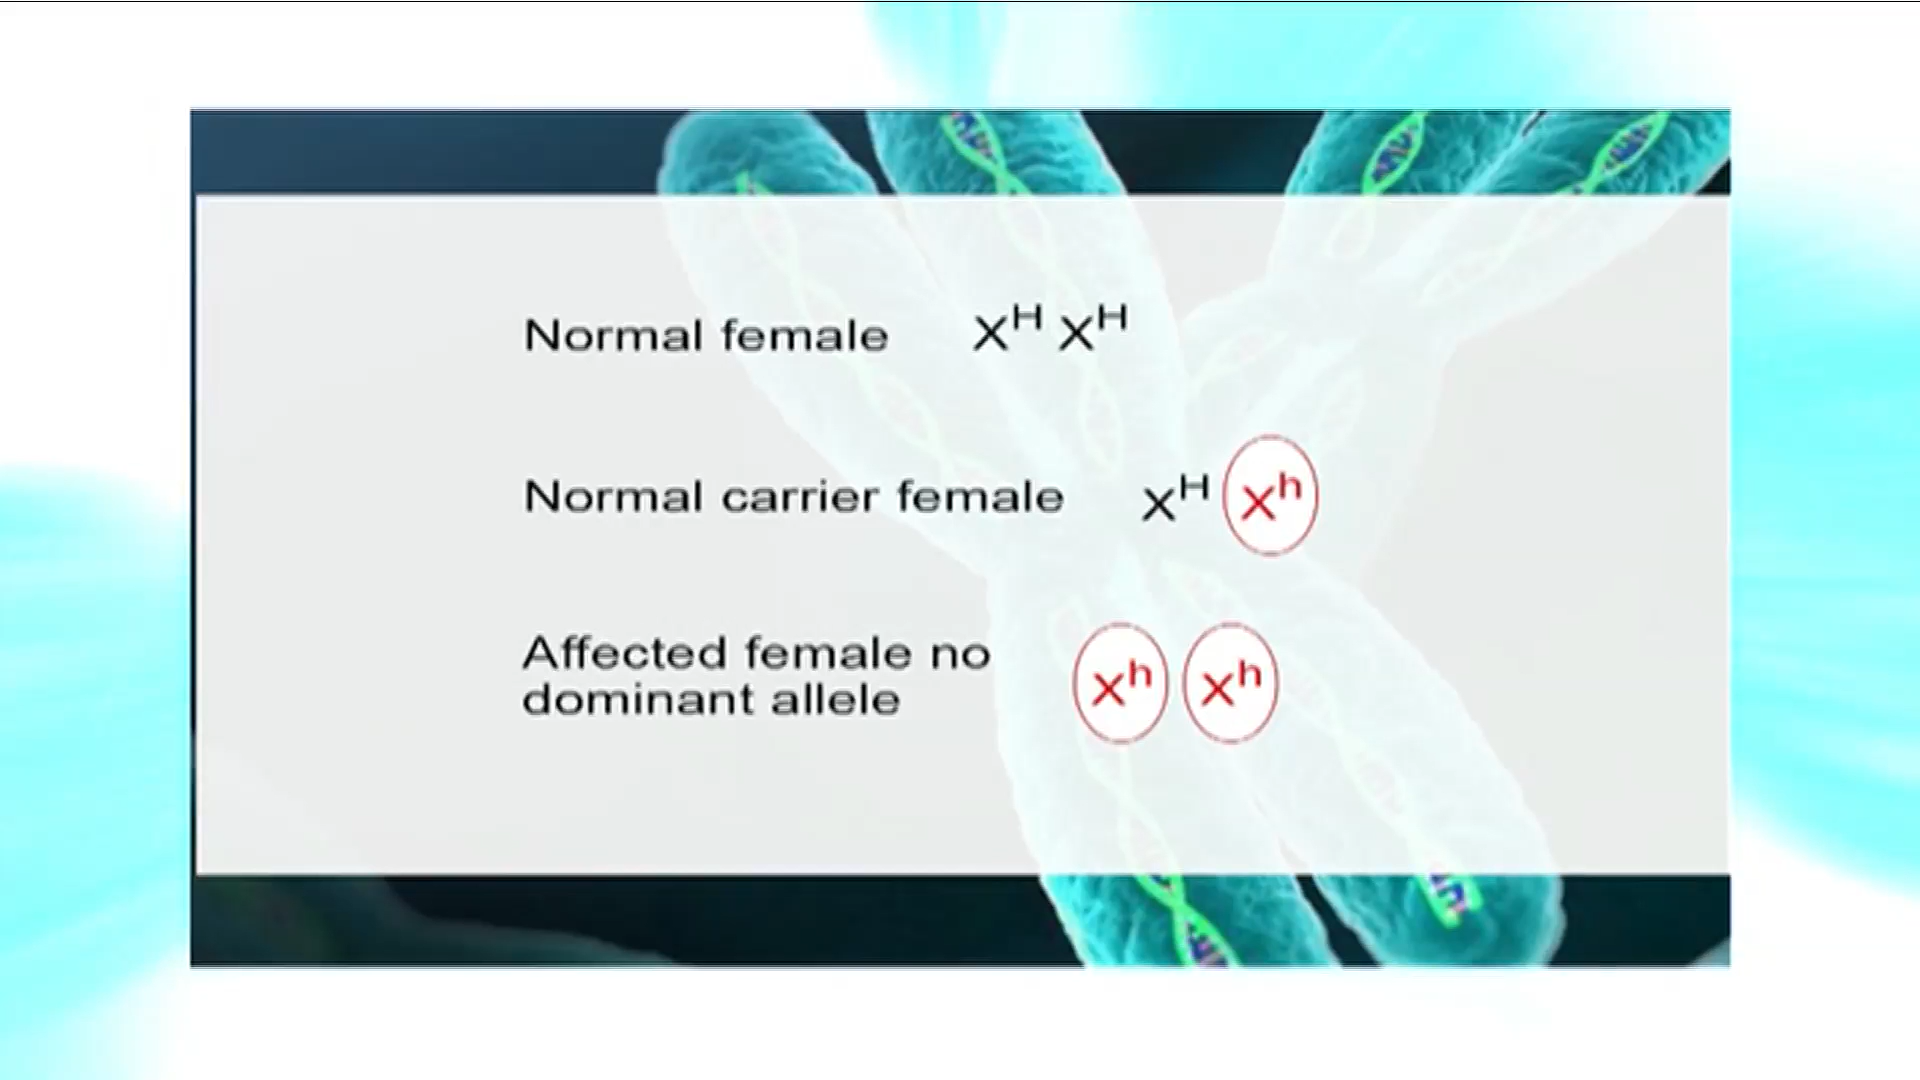 Normal female X^H X^H
Normal carrier female X^H X^h
Affected female no
dominant allele X^h X^h